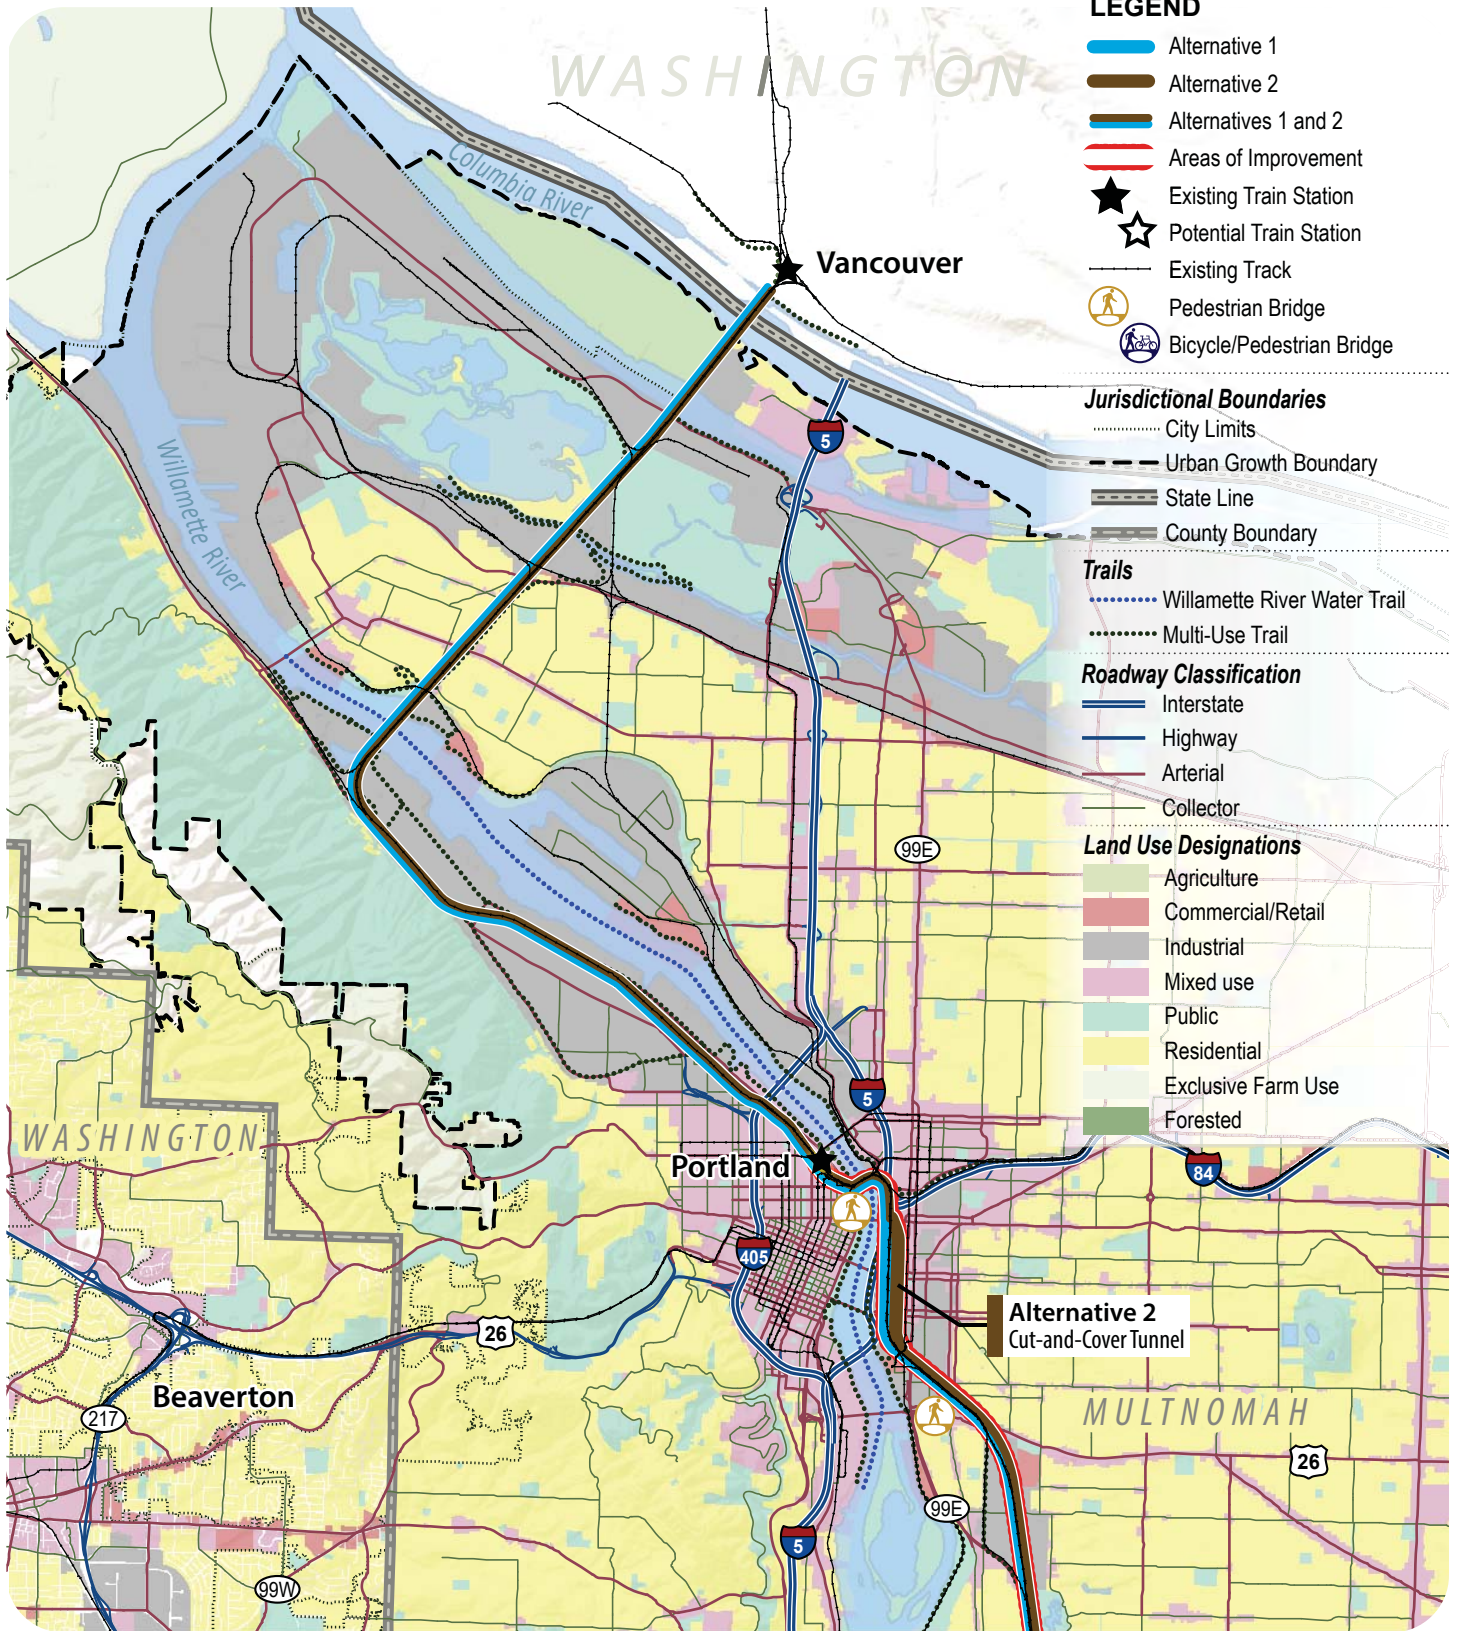 LEGEND
Alternative 1
Alternative 2
Alternatives 1 and 2
Areas of Improvement
Existing Train Station
Potential Train Station
Existing Track
Pedestrian Bridge
Bicycle/Pedestrian Bridge
Jurisdictional Boundaries
City Limits
Urban Growth Boundary
State Line
County Boundary
Trails
Willamette River Water Trail
Multi-Use Trail
Roadway Classification
Interstate
Highway
Arterial
Collector
Land Use Designations
Agriculture
Commercial/Retail
Industrial
Mixed use
Public
Residential
Exclusive Farm Use
Forested
WASHINGTON
Columbia River
Vancouver
5
Willamette River
99E
5
WASHINGTON
Portland
84
405
26
Alternative 2
Cut-and-Cover Tunnel
Beaverton
217
MULTNOMAH
26
99E
5
99W